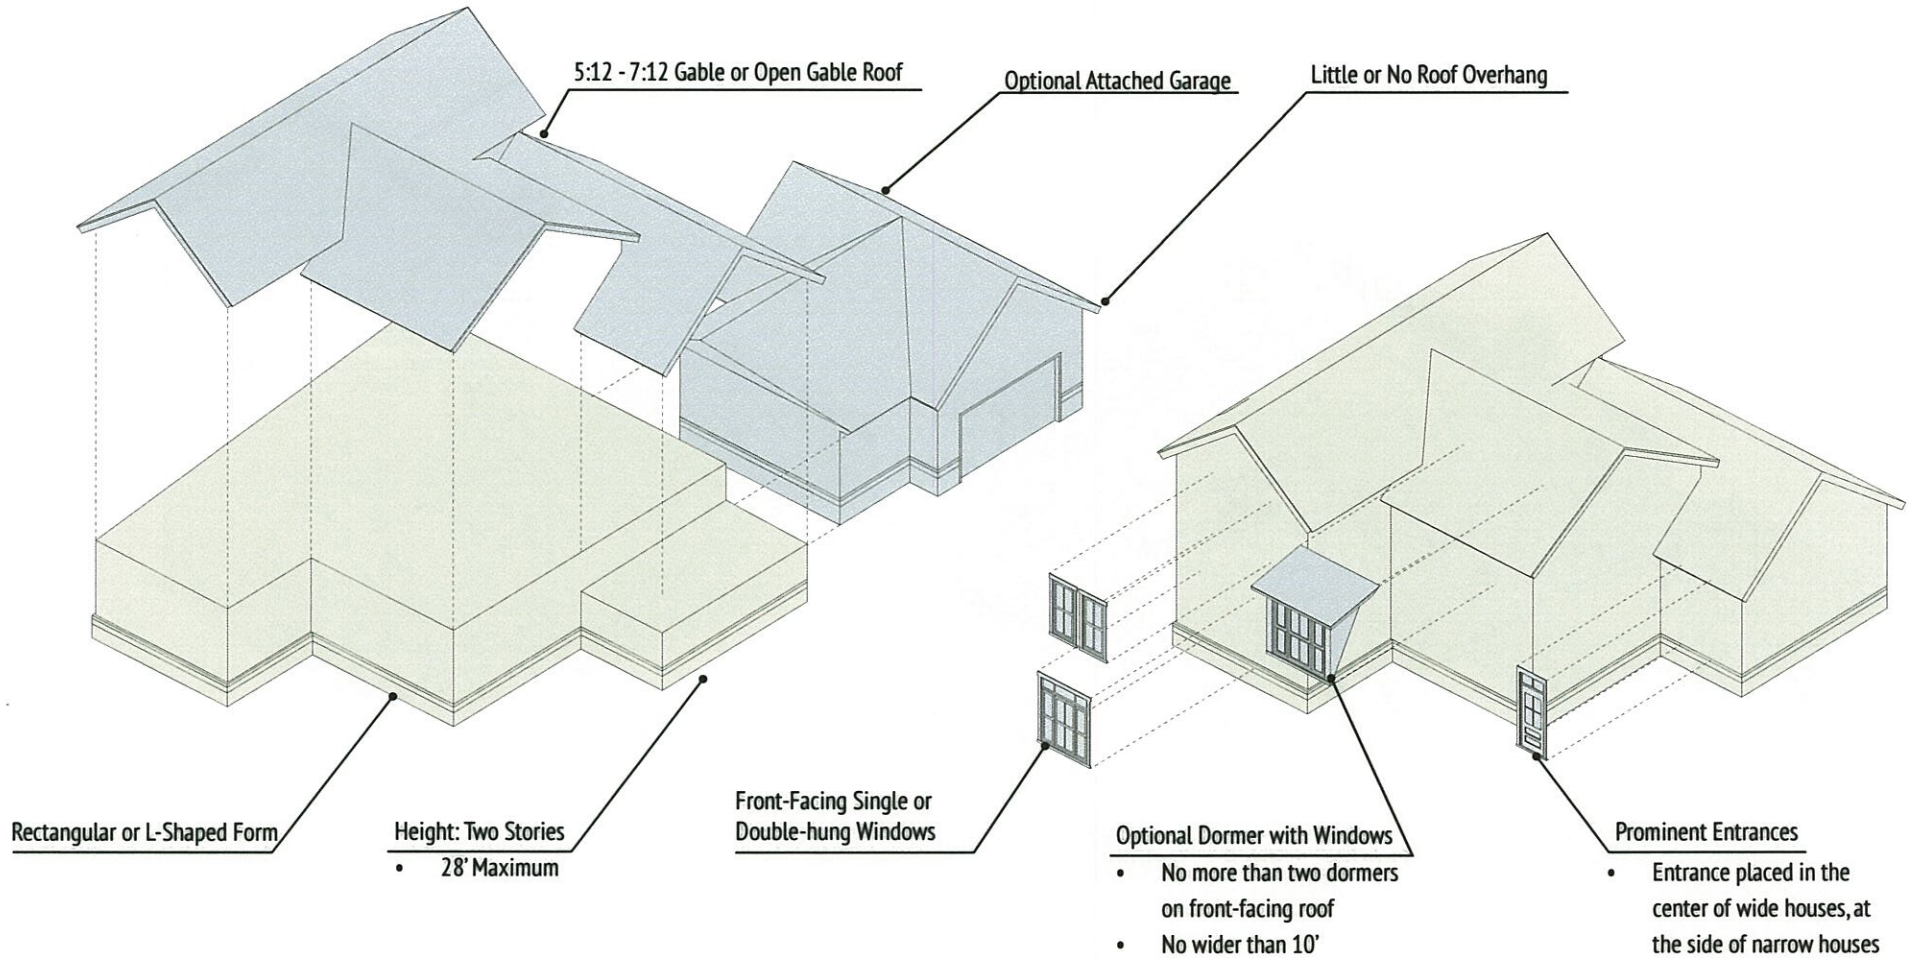 5:12 - 7:12 Gable or Open Gable Roof
Optional Attached Garage
Little or No Roof Overhang
Rectangular or L-Shaped Form
Height: Two Stories
• 28' Maximum
Front-Facing Single or
Double-hung Windows
Optional Dormer with Windows
• No more than two dormers
on front-facing roof
• No wider than 10'
Prominent Entrances
• Entrance placed in the
center of wide houses, at
the side of narrow houses